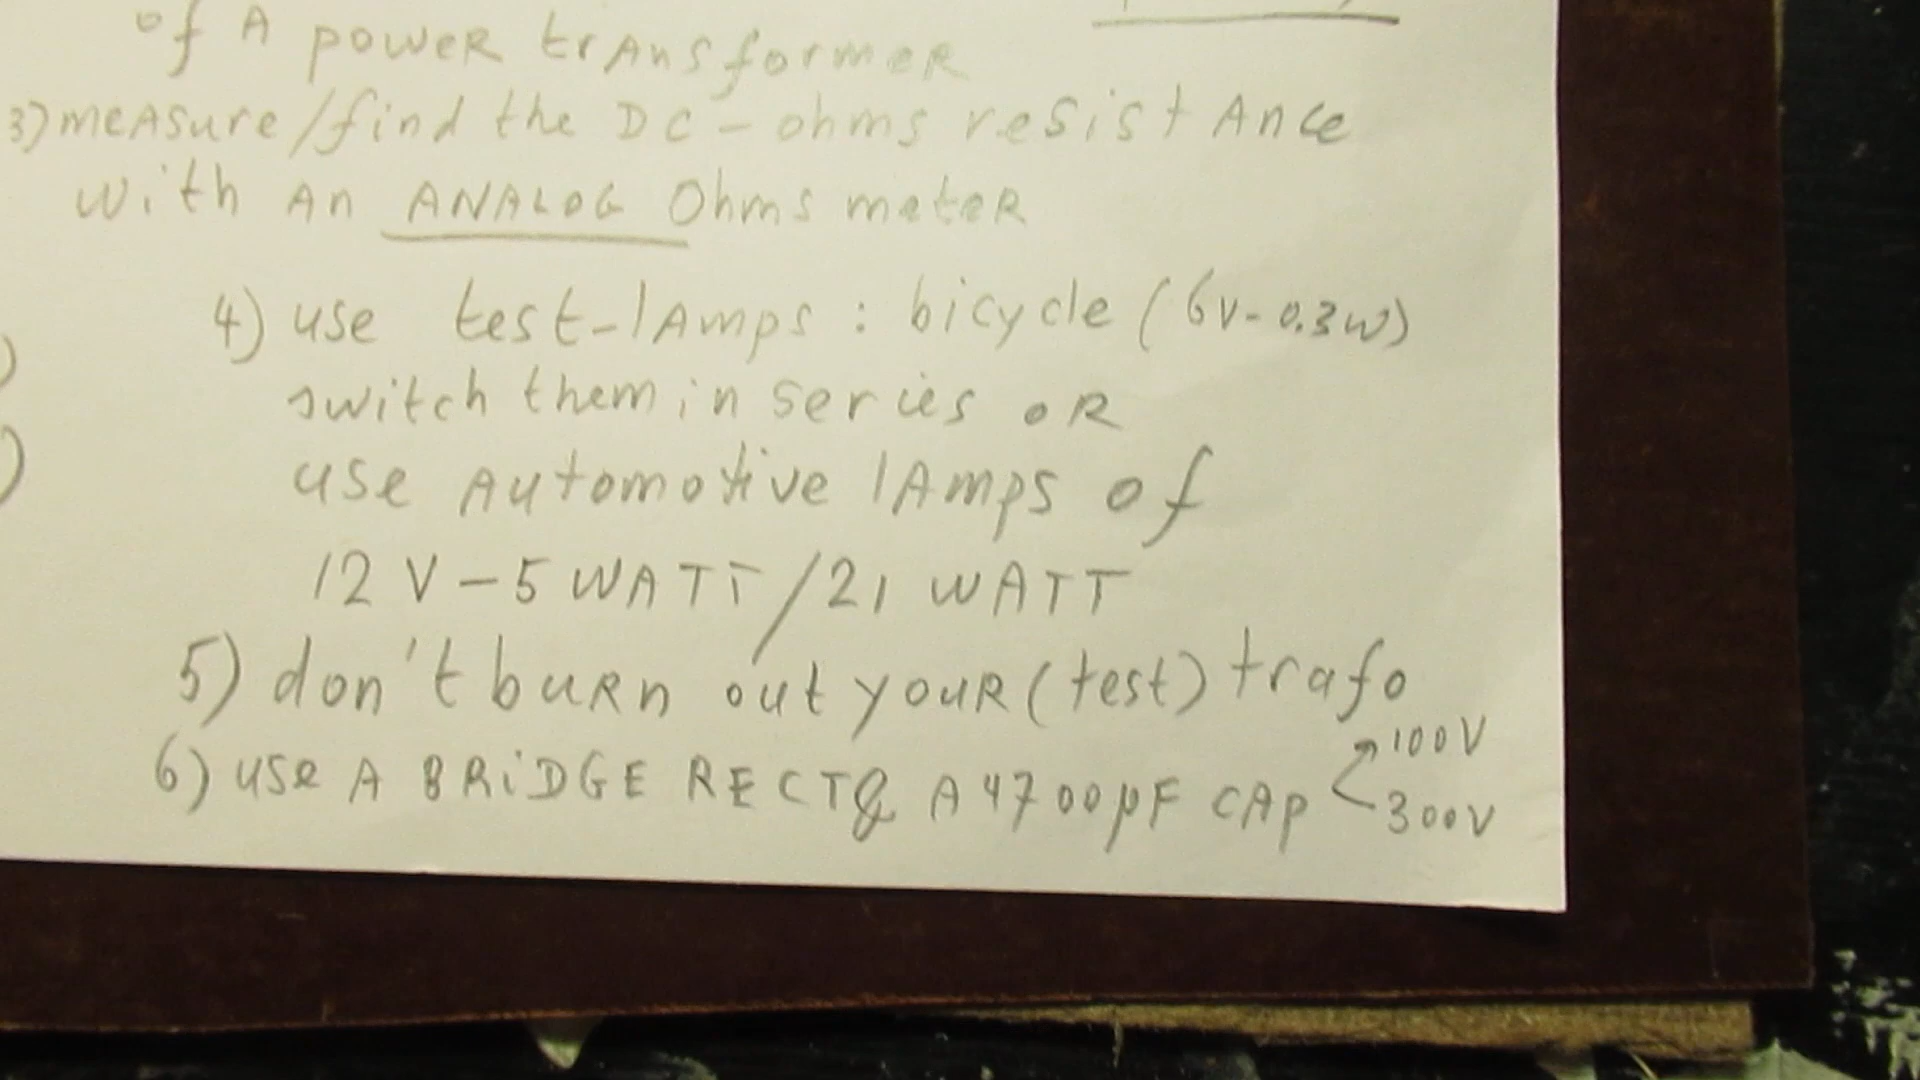 of A power transformer
3) measure/find the DC-ohms resistance
with an ANALOG Ohms meter
4) use test-lamps : bicycle (6V-0.3W)
switch them in series OR
use Automotive lamps of
12 V - 5 WATT / 21 WATT
5) don't burn out your (test) trafo
6) use A BRiDGE RECT & A 4700µF CAP
100V
300V